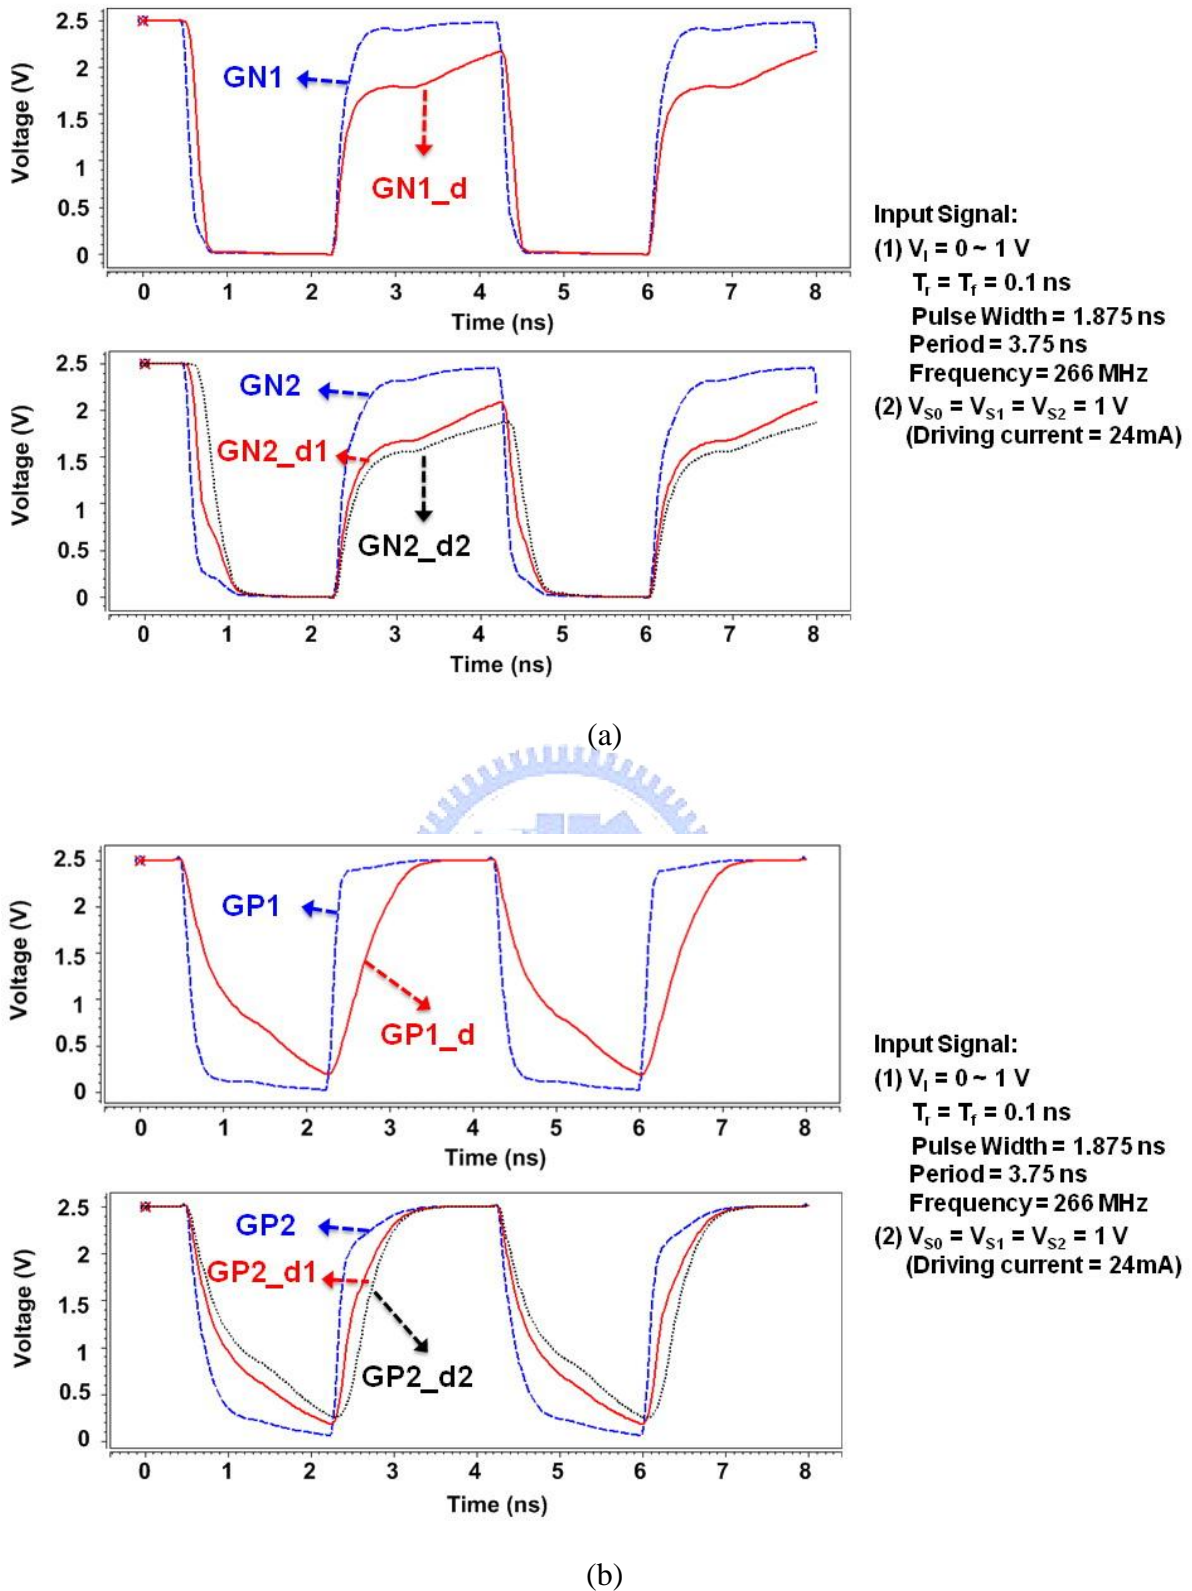 2.5
2
1.5
1
0.5
0
Voltage (V)
GN1
GN1_d
0 1 2 3 4 5 6 7 8
Time (ns)
2.5
2
1.5
1
0.5
0
Voltage (V)
GN2
GN2_d1
GN2_d2
0 1 2 3 4 5 6 7 8
Time (ns)
Input Signal:
(1) VI = 0 ~ 1 V
Tr = Tf = 0.1 ns
Pulse Width = 1.875 ns
Period = 3.75 ns
Frequency = 266 MHz
(2) VS0 = VS1 = VS2 = 1 V
(Driving current = 24mA)
(a)
2.5
2
1.5
1
0.5
0
Voltage (V)
GP1
GP1_d
0 1 2 3 4 5 6 7 8
Time (ns)
2.5
2
1.5
1
0.5
0
Voltage (V)
GP2
GP2_d1
GP2_d2
0 1 2 3 4 5 6 7 8
Time (ns)
Input Signal:
(1) VI = 0 ~ 1 V
Tr = Tf = 0.1 ns
Pulse Width = 1.875 ns
Period = 3.75 ns
Frequency = 266 MHz
(2) VS0 = VS1 = VS2 = 1 V
(Driving current = 24mA)
(b)